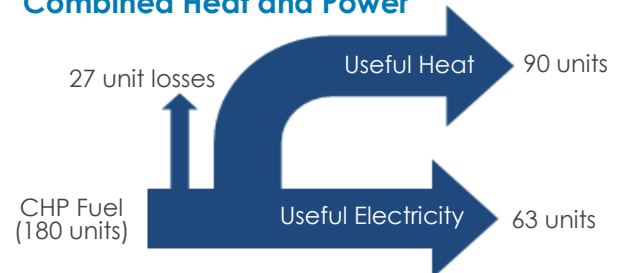 Combined Heat and Power
Useful Heat
90 units
27 unit losses
CHP Fuel
(180 units)
Useful Electricity
63 units